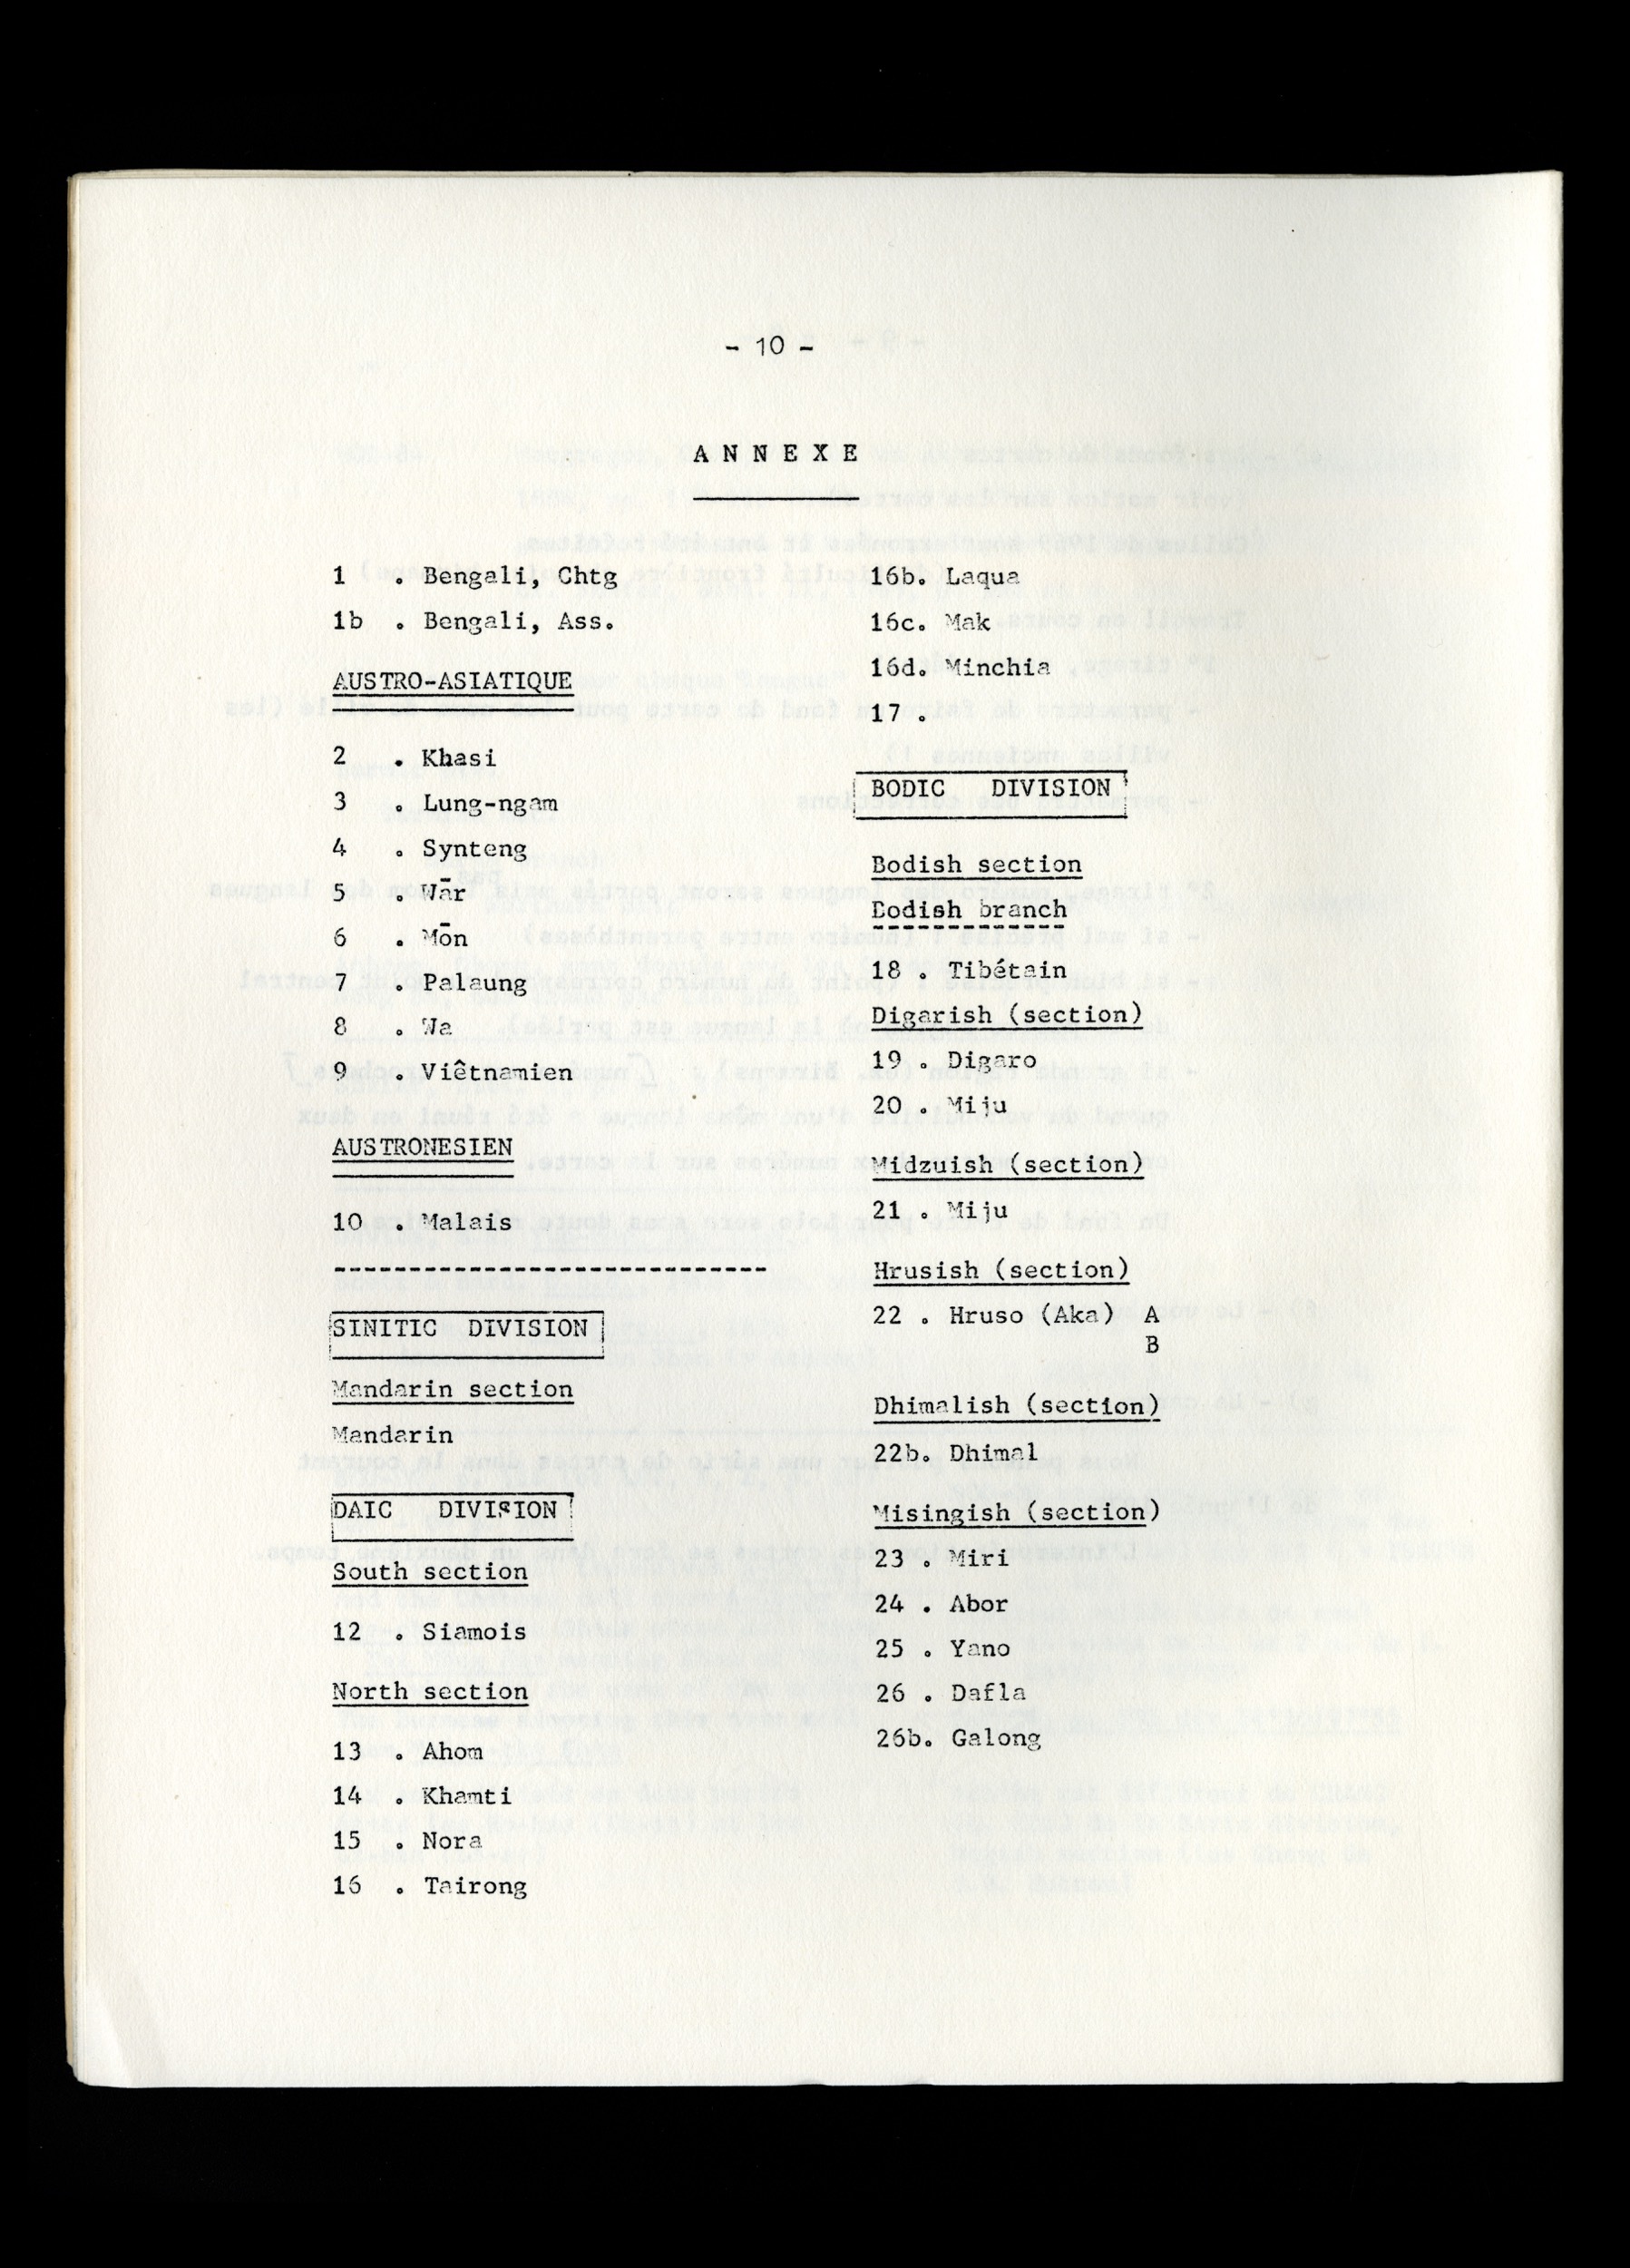 - 10 -
A N N E X E
1 . Bengali, Chtg
1b . Bengali, Ass.
AUSTRO-ASIATIQUE
2 . Khasi
3 . Lung-ngam
4 . Synteng
5 . Wār
6 . Mōn
7 . Palaung
8 . Wa
9 . Viêtnamien
AUSTRONESIEN
10 . Malais
SINITIC DIVISION
Mandarin section
Mandarin
DAIC DIVISION
South section
12 . Siamois
North section
13 . Ahom
14 . Khamti
15 . Nora
16 . Tairong
16b. Laqua
16c. Mak
16d. Minchia
17 .
BODIC DIVISION
Bodish section
Bodish branch
18 . Tibétain
Digarish (section)
19 . Digaro
20 . Miju
Midzuish (section)
21 . Miju
Hrusish (section)
22 . Hruso (Aka) A
B
Dhimalish (section)
22b. Dhimal
Misingish (section)
23 . Miri
24 . Abor
25 . Yano
26 . Dafla
26b. Galong